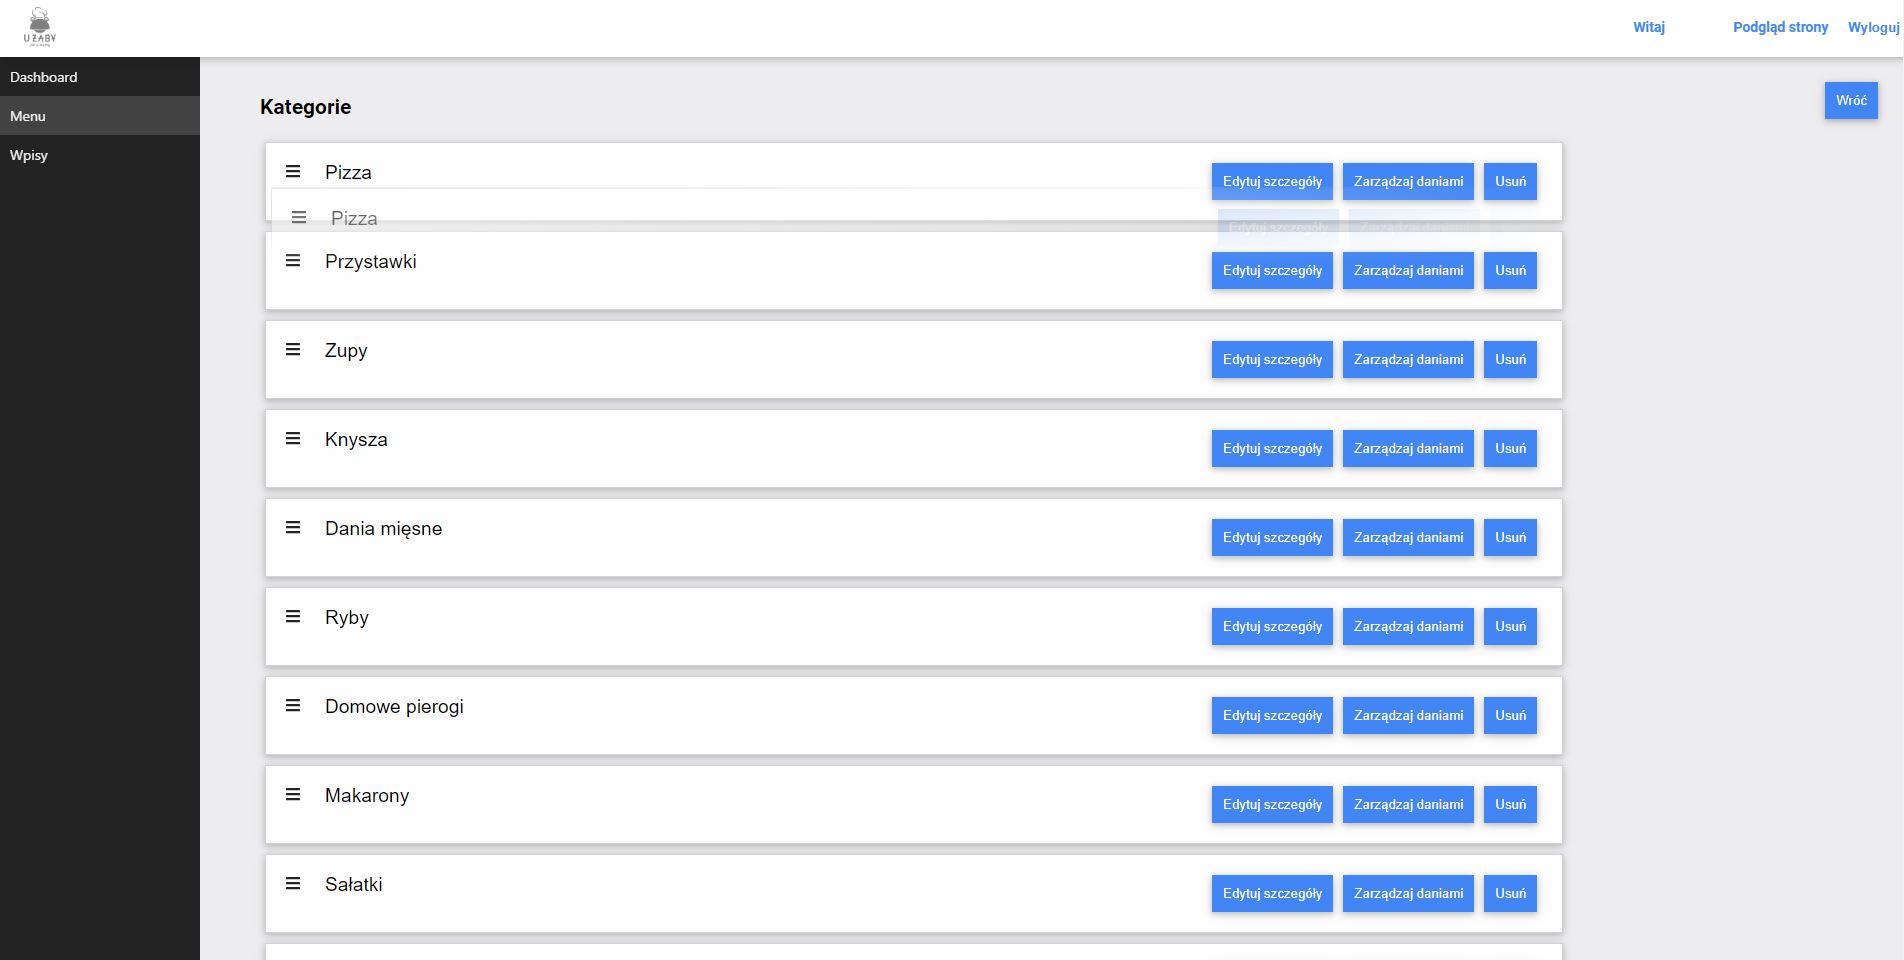 U ŻABY
Witaj
Podgląd strony
Wyloguj
Dashboard
Menu
Wpisy
Kategorie
Wróć
Pizza
Edytuj szczegóły
Zarządzaj daniami
Usuń
Pizza
Edytuj szczegóły
Zarządzaj daniami
Przystawki
Edytuj szczegóły
Zarządzaj daniami
Usuń
Zupy
Edytuj szczegóły
Zarządzaj daniami
Usuń
Knysza
Edytuj szczegóły
Zarządzaj daniami
Usuń
Dania mięsne
Edytuj szczegóły
Zarządzaj daniami
Usuń
Ryby
Edytuj szczegóły
Zarządzaj daniami
Usuń
Domowe pierogi
Edytuj szczegóły
Zarządzaj daniami
Usuń
Makarony
Edytuj szczegóły
Zarządzaj daniami
Usuń
Sałatki
Edytuj szczegóły
Zarządzaj daniami
Usuń